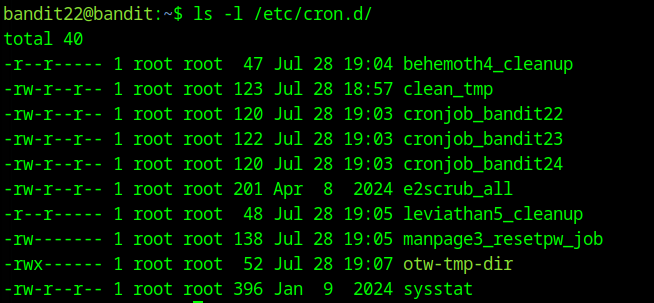 bandit22@bandit:~$ ls -l /etc/cron.d/
total 40
-r--r----- 1 root root  47 Jul 28 19:04 behemoth4_cleanup
-rw-r--r-- 1 root root 123 Jul 28 18:57 clean_tmp
-rw-r--r-- 1 root root 120 Jul 28 19:03 cronjob_bandit22
-rw-r--r-- 1 root root 122 Jul 28 19:03 cronjob_bandit23
-rw-r--r-- 1 root root 120 Jul 28 19:03 cronjob_bandit24
-rw-r--r-- 1 root root 201 Apr  8  2024 e2scrub_all
-r--r----- 1 root root  48 Jul 28 19:05 leviathan5_cleanup
-rw------- 1 root root 138 Jul 28 19:05 manpage3_resetpw_job
-rwx------ 1 root root  52 Jul 28 19:07 otw-tmp-dir
-rw-r--r-- 1 root root 396 Jan  9  2024 sysstat